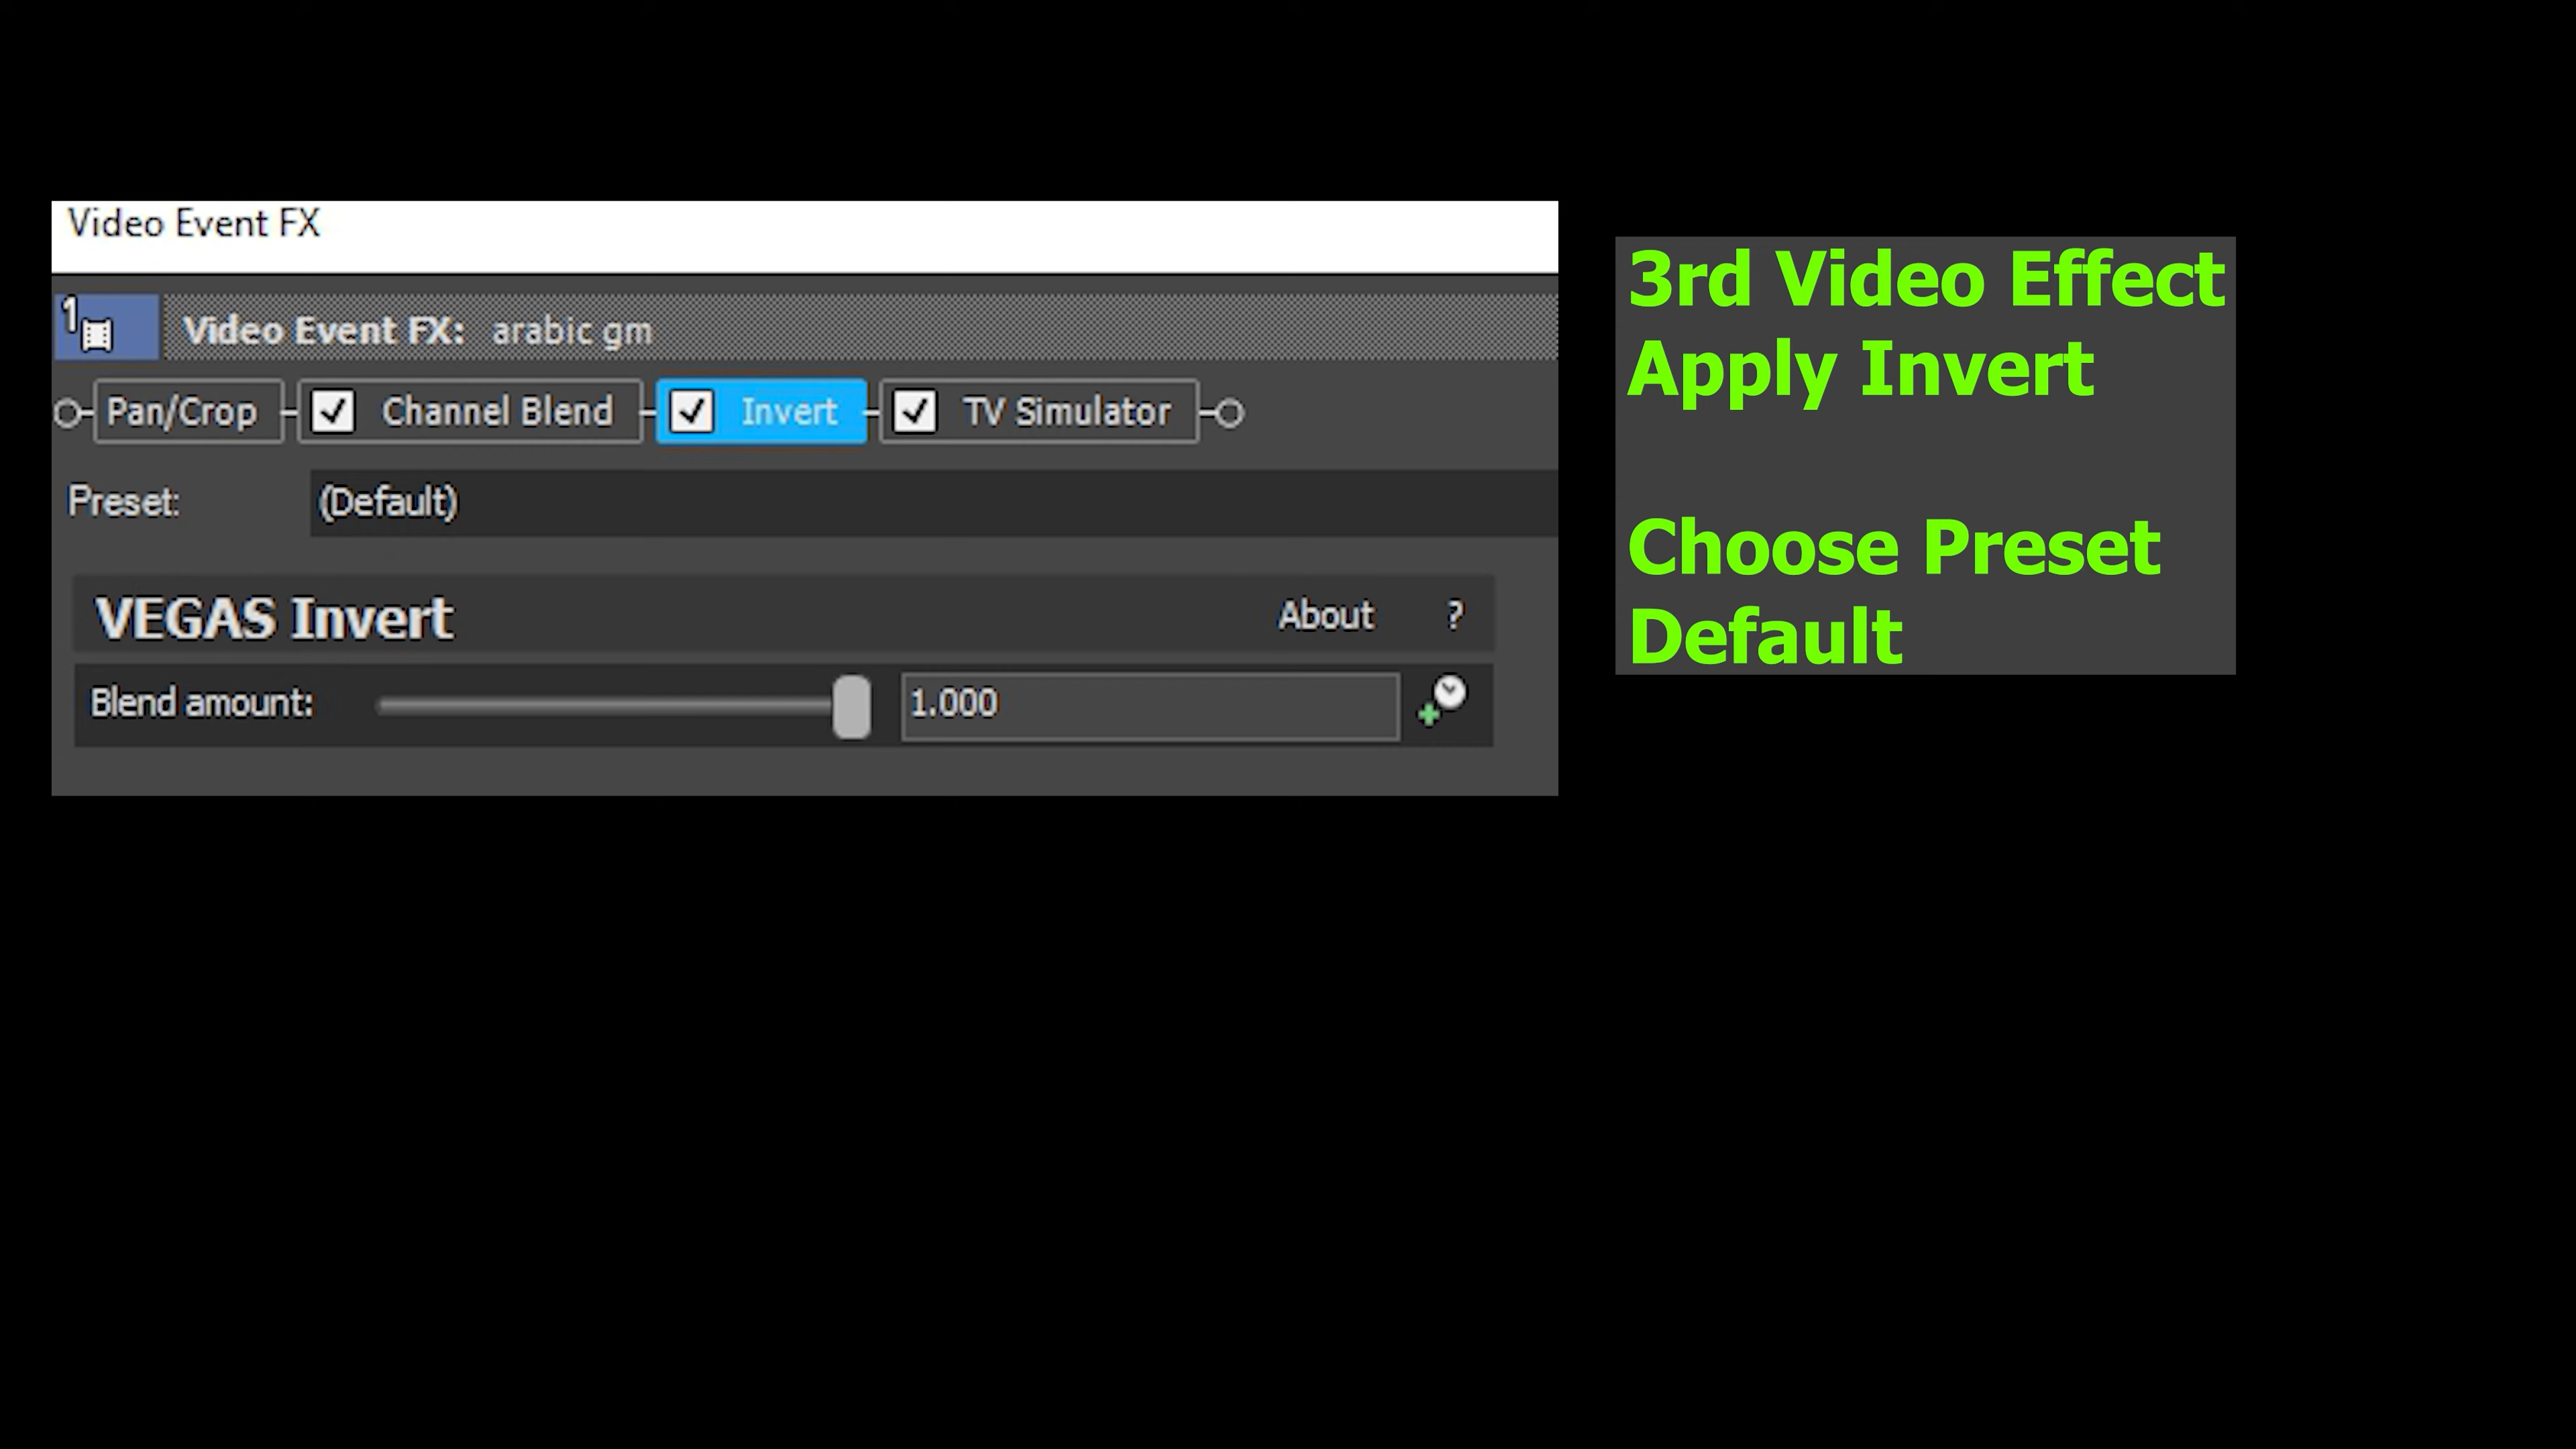 Video Event FX
1
Video Event FX: arabic gm
Pan/Crop Channel Blend Invert TV Simulator
Preset: (Default)
VEGAS Invert About ?
Blend amount: 1.000
3rd Video Effect
Apply Invert
Choose Preset
Default